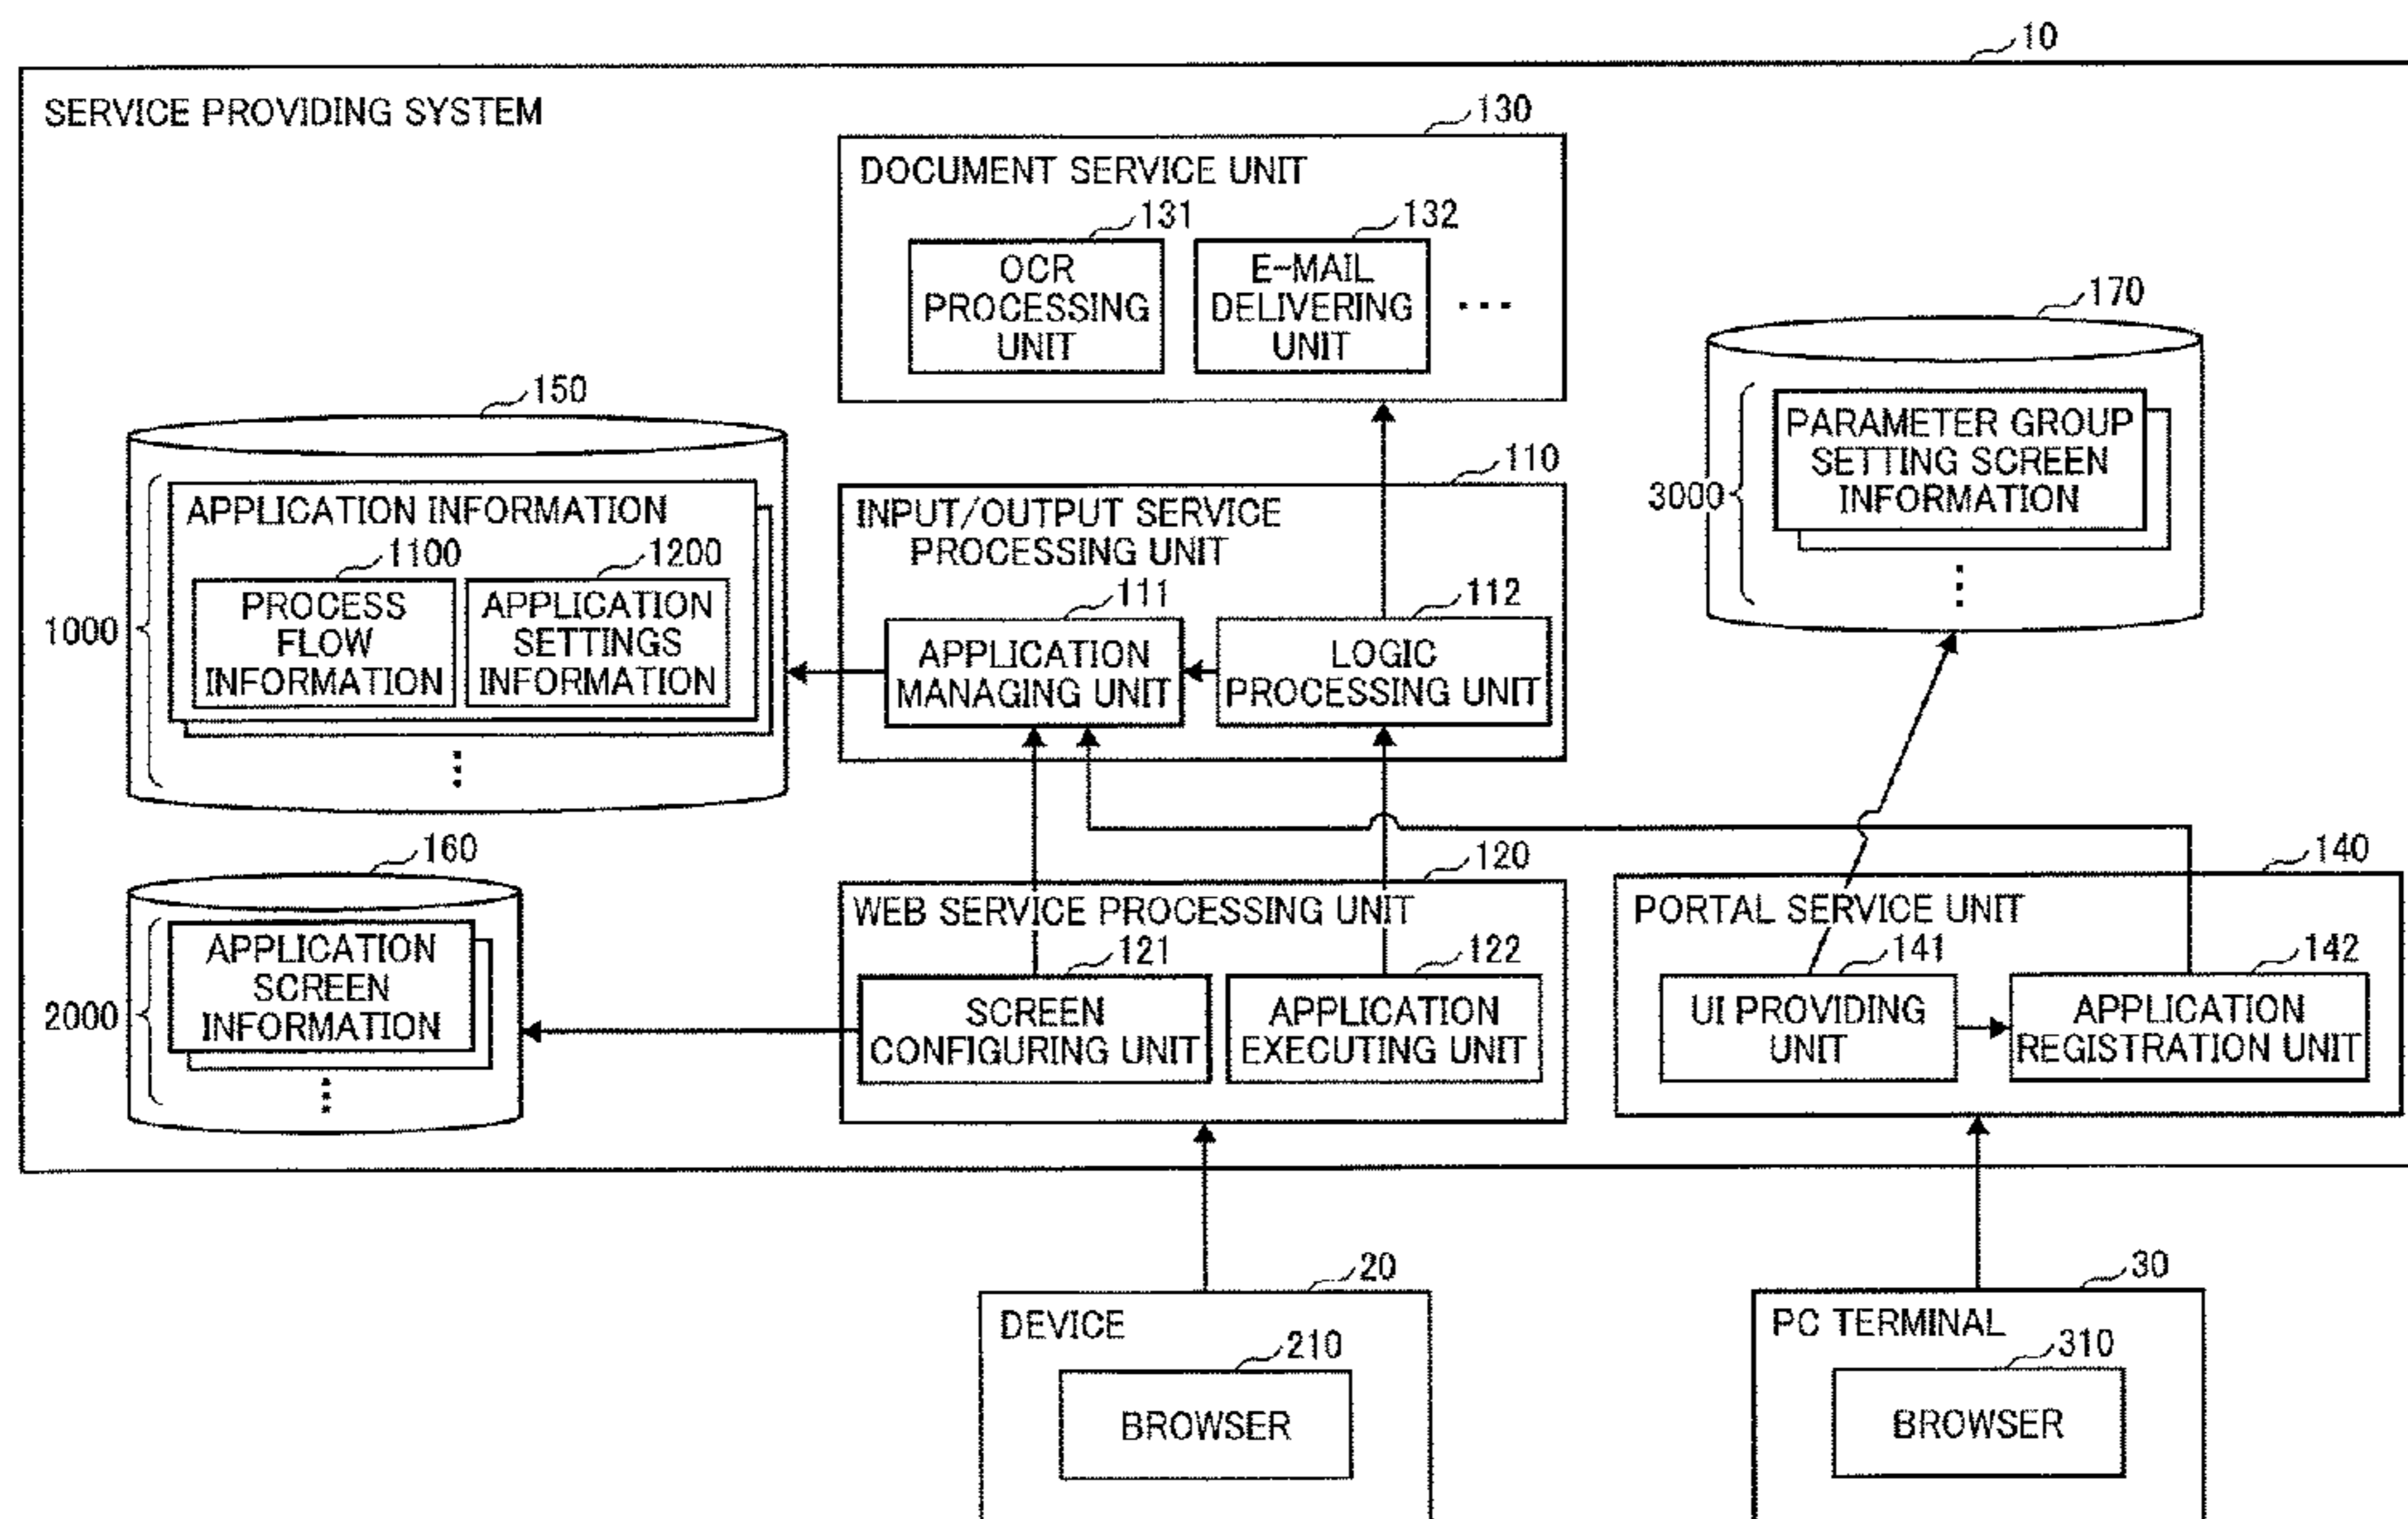 10
SERVICE PROVIDING SYSTEM
130
DOCUMENT SERVICE UNIT
131
OCR
PROCESSING
UNIT
132
E-MAIL
DELIVERING
UNIT
...
170
3000
PARAMETER GROUP
SETTING SCREEN
INFORMATION
150
1000
APPLICATION INFORMATION
1100
PROCESS
FLOW
INFORMATION
1200
APPLICATION
SETTINGS
INFORMATION
110
INPUT/OUTPUT SERVICE
PROCESSING UNIT
111
APPLICATION
MANAGING UNIT
112
LOGIC
PROCESSING UNIT
160
2000
APPLICATION
SCREEN
INFORMATION
120
WEB SERVICE PROCESSING UNIT
121
SCREEN
CONFIGURING UNIT
122
APPLICATION
EXECUTING UNIT
140
PORTAL SERVICE UNIT
141
UI PROVIDING
UNIT
142
APPLICATION
REGISTRATION UNIT
20
DEVICE
210
BROWSER
30
PC TERMINAL
310
BROWSER